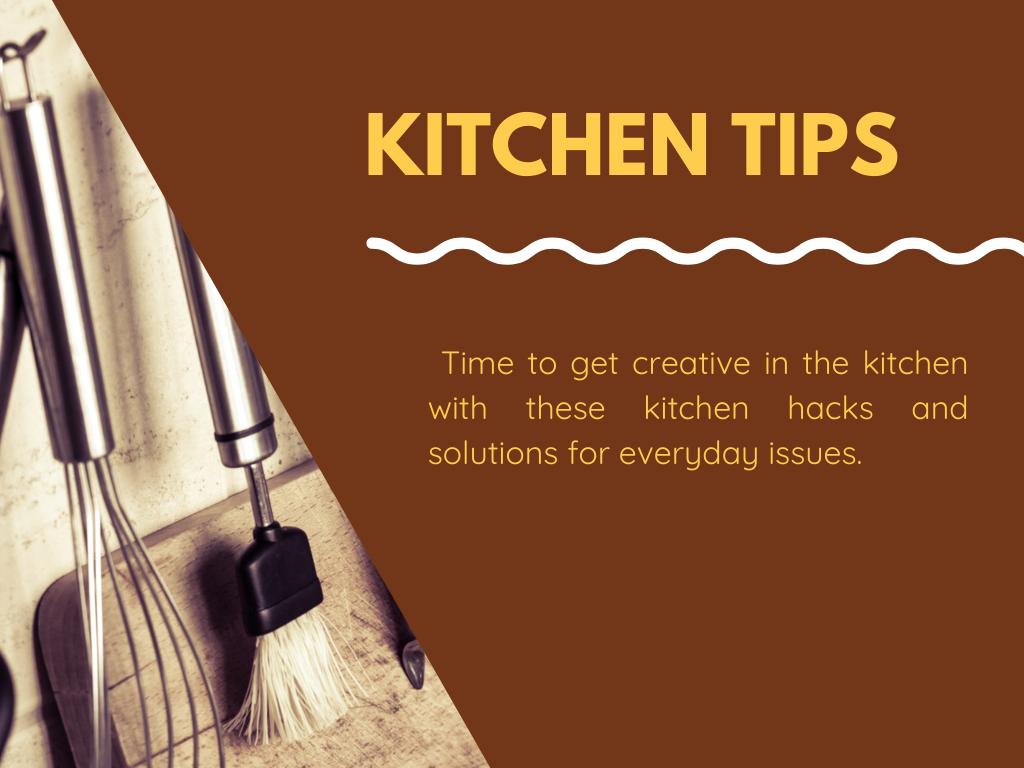 KITCHEN TIPS
Time to get creative in the kitchen
with these kitchen hacks and
solutions for everyday issues.